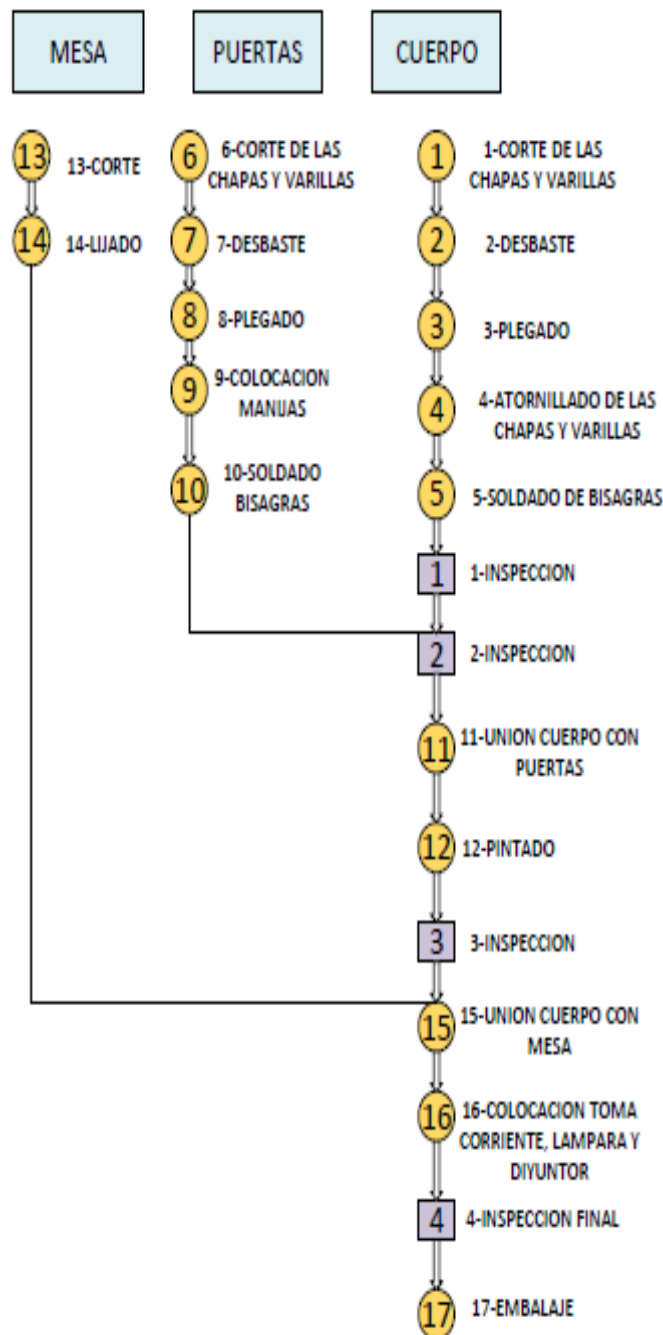 MESA
PUERTAS
CUERPO
13
13-CORTE
14
14-LIJADO
6
6-CORTE DE LAS
CHAPAS Y VARILLAS
7
7-DESBASTE
8
8-PLEGADO
9
9-COLOCACION
MANIJAS
10
10-SOLDADO
BISAGRAS
1
1-CORTE DE LAS
CHAPAS Y VARILLAS
2
2-DESBASTE
3
3-PLEGADO
4
4-ATORNILLADO DE LAS
CHAPAS Y VARILLAS
5
5-SOLDADO DE BISAGRAS
1
1-INSPECCION
2
2-INSPECCION
11
11-UNION CUERPO CON
PUERTAS
12
12-PINTADO
3
3-INSPECCION
15
15-UNION CUERPO CON
MESA
16
16-COLOCACION TOMA
CORRIENTE, LAMPARA Y
DIYUNTOR
4
4-INSPECCION FINAL
17
17-EMBALAJE